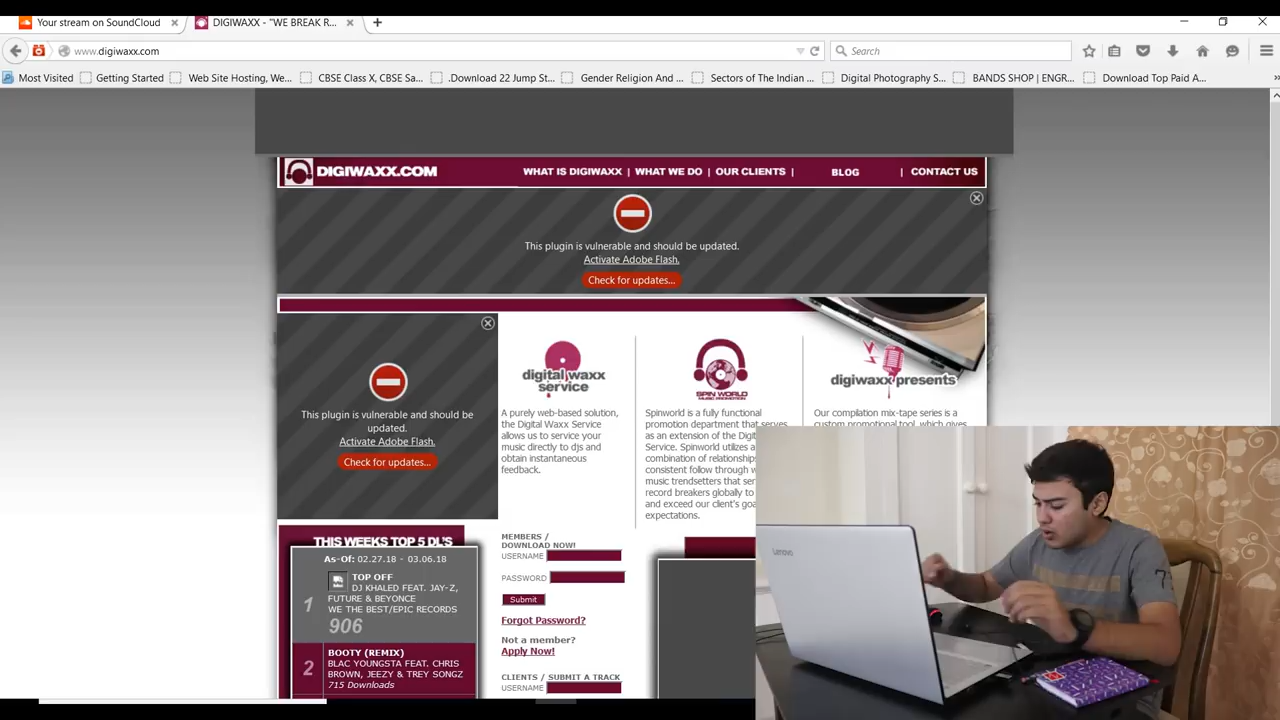 Your stream on SoundCloud
DIGIWAXX - "WE BREAK R...
www.digiwaxx.com
Search
Most Visited
Getting Started
Web Site Hosting, We...
CBSE Class X, CBSE Sa...
.Download 22 Jump St...
Gender Religion And ...
Sectors of The Indian ...
Digital Photography S...
BANDS SHOP | ENGR...
Download Top Paid A...
DIGIWAXX.COM
WHAT IS DIGIWAXX | WHAT WE DO | OUR CLIENTS | BLOG | CONTACT US
This plugin is vulnerable and should be updated.
Activate Adobe Flash.
Check for updates...
This plugin is vulnerable and should be
updated.
Activate Adobe Flash.
Check for updates...
digital waxx
service
A purely web-based solution,
the Digital Waxx Service
allows us to service your
music directly to djs and
obtain instantaneous
feedback.
SPIN WORLD
MUSIC PROMOTION
Spinworld is a fully functional
promotion department that serves
as an extension of the Digit
Service. Spinworld utilizes a
combination of relationships
consistent follow through w
music trendsetters that ser
record breakers globally to
and exceed our client's goa
expectations.
digiwaxx presents
Our compilation mix-tape series is a
custom promotional tool, which gives
THIS WEEKS TOP 5 DL'S
As-Of: 02.27.18 - 03.06.18
1
TOP OFF
DJ KHALED FEAT. JAY-Z,
FUTURE & BEYONCE
WE THE BEST/EPIC RECORDS
906
2
BOOTY (REMIX)
BLAC YOUNGSTA FEAT. CHRIS
BROWN, JEEZY & TREY SONGZ
715 Downloads
MEMBERS /
DOWNLOAD NOW!
USERNAME
PASSWORD
Submit
Forgot Password?
Not a member?
Apply Now!
CLIENTS / SUBMIT A TRACK
USERNAME
lenovo